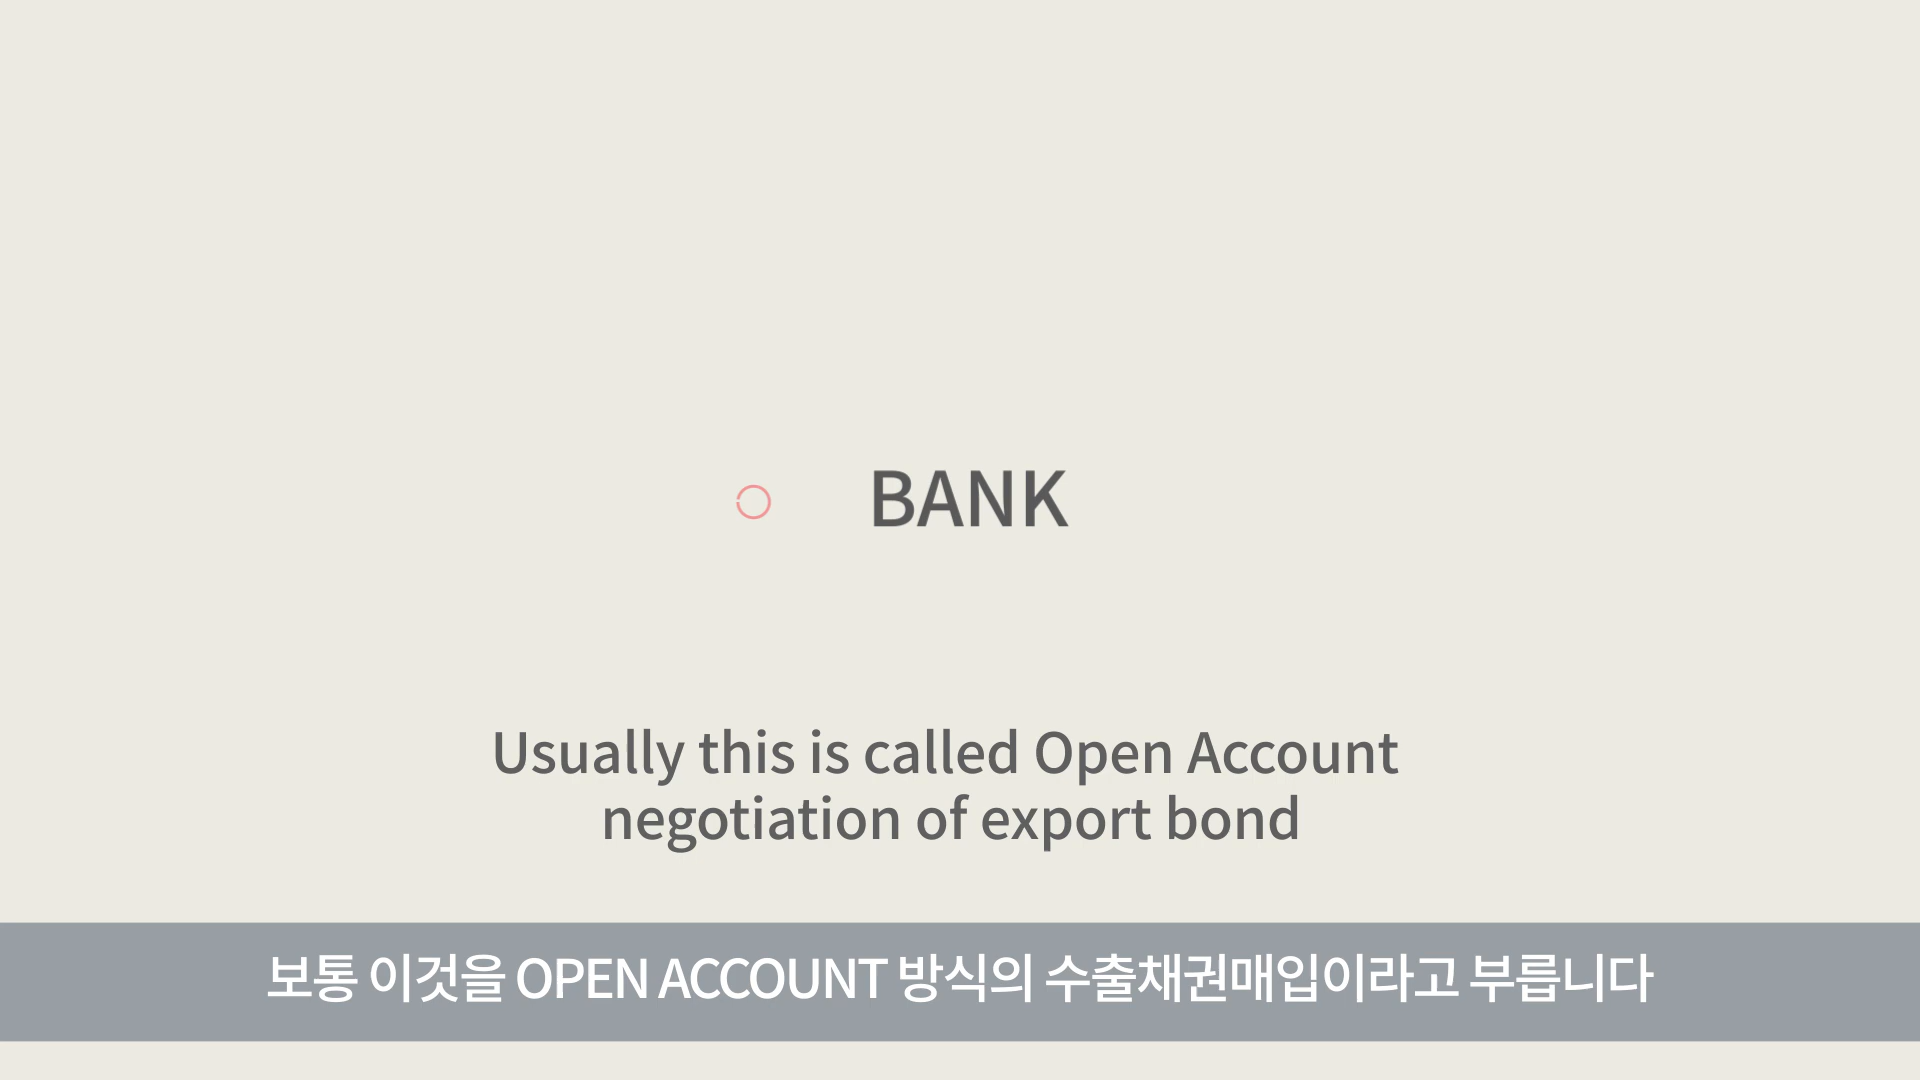 BANK
Usually this is called Open Account
negotiation of export bond
보통 이것을 OPEN ACCOUNT 방식의 수출채권매입이라고 부릅니다